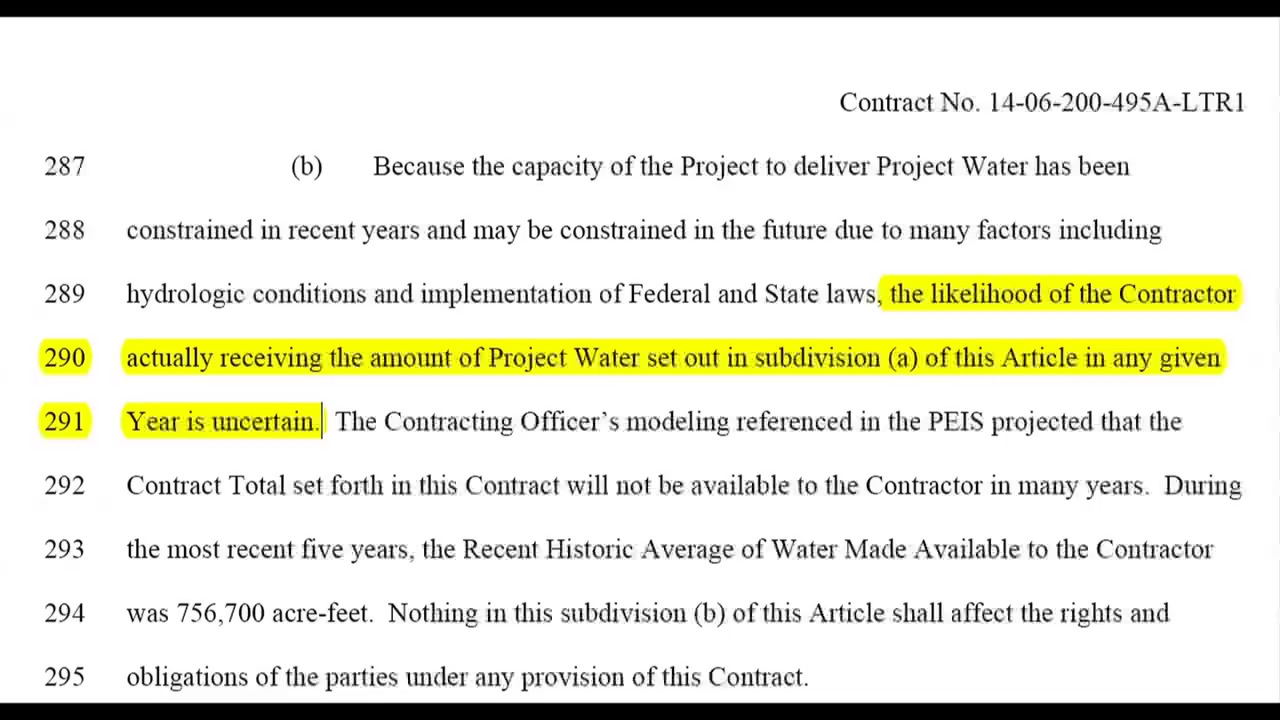 Contract No. 14-06-200-495A-LTR1
287 (b) Because the capacity of the Project to deliver Project Water has been
288 constrained in recent years and may be constrained in the future due to many factors including
289 hydrologic conditions and implementation of Federal and State laws, the likelihood of the Contractor
290 actually receiving the amount of Project Water set out in subdivision (a) of this Article in any given
291 Year is uncertain. The Contracting Officer's modeling referenced in the PEIS projected that the
292 Contract Total set forth in this Contract will not be available to the Contractor in many years. During
293 the most recent five years, the Recent Historic Average of Water Made Available to the Contractor
294 was 756,700 acre-feet. Nothing in this subdivision (b) of this Article shall affect the rights and
295 obligations of the parties under any provision of this Contract.